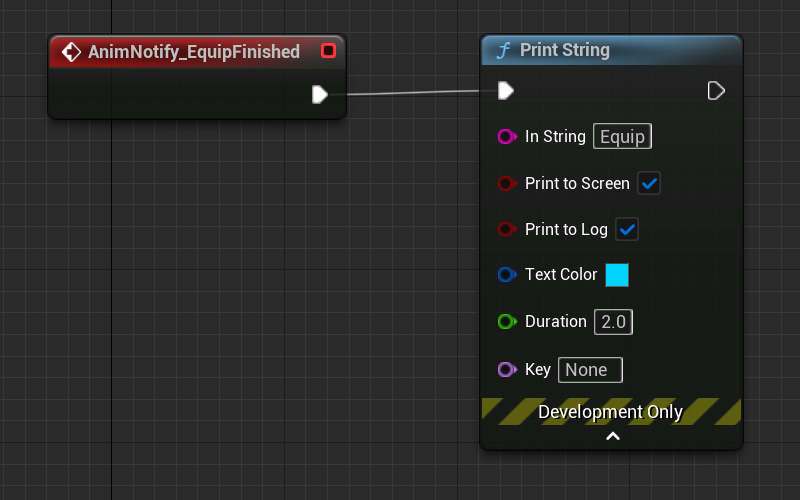 AnimNotify_EquipFinished
Print String
In String Equip
Print to Screen
Print to Log
Text Color
Duration 2.0
Key None
Development Only